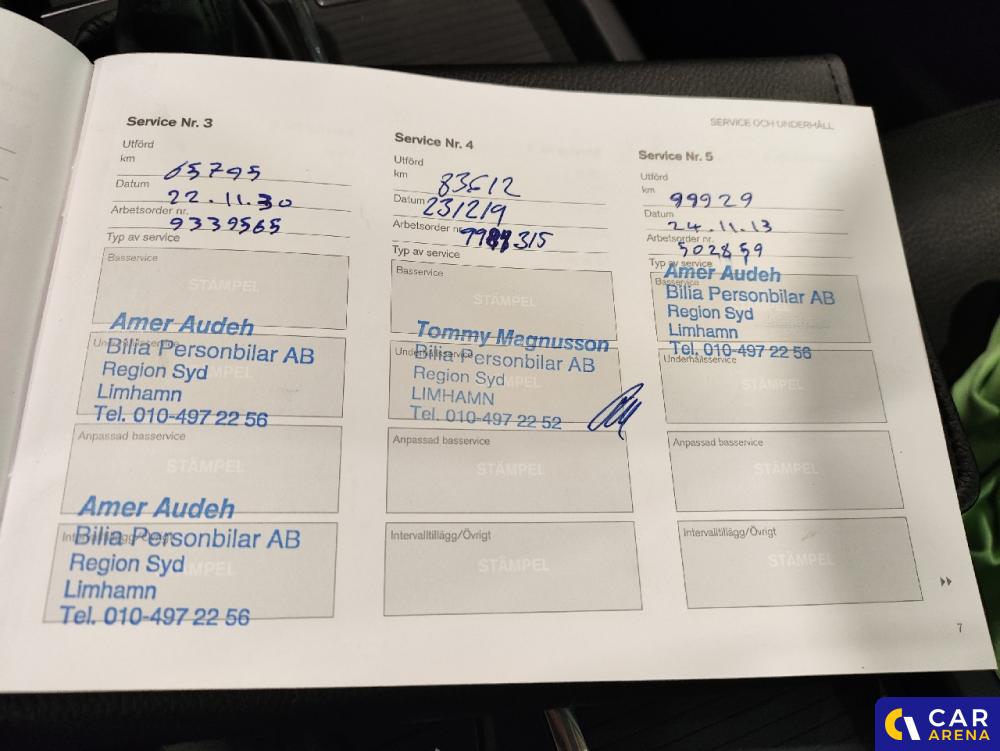 SERVICE OCH UNDERHÅLL
Service Nr. 3
Utförd
km 65795
Datum 22.11.30
Arbetsorder nr. 9339565
Typ av service
Basservice
STÄMPEL
Amer Audeh
Bilia Personbilar AB
Region Syd
Limhamn
Tel. 010-497 22 56
Anpassad basservice
STÄMPEL
Amer Audeh
Bilia Personbilar AB
Region Syd
STÄMPEL
Limhamn
Tel. 010-497 22 56
Service Nr. 4
Utförd
km 83612
Datum 231219
Arbetsorder nr. 315
Typ av service
Basservice
STÄMPEL
Tommy Magnusson
Underhållsservice
Bilia Personbilar AB
Region Syd
LIMHAMN
Tel. 010-497 22 52
Anpassad basservice
STÄMPEL
Intervalltillägg/Övrigt
STÄMPEL
Service Nr. 5
Utförd
km 99929
Datum 24.11.13
Arbetsorder nr. 502859
Typ av service
Amer Audeh
Basservice
Bilia Personbilar AB
Region Syd
Limhamn
Tel. 010-497 22 56
Underhållsservice
STÄMPEL
Anpassad basservice
STÄMPEL
Intervalltillägg/Övrigt
STÄMPEL
7
CAR
ARENA